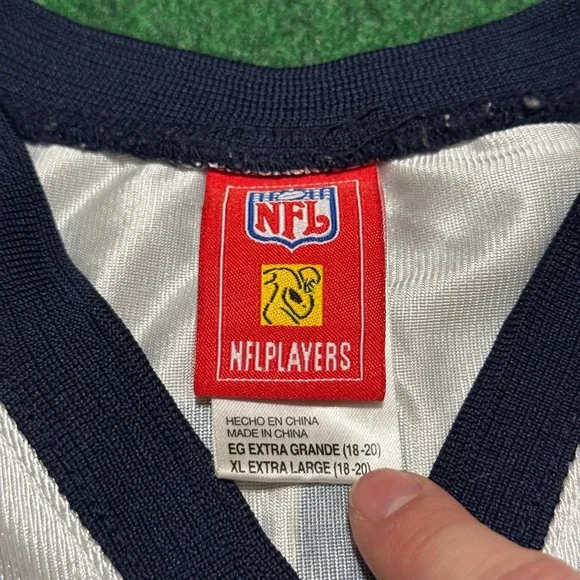 NFL
NFLPLAYERS
HECHO EN CHINA
MADE IN CHINA
EG EXTRA GRANDE (18-20)
XL EXTRA LARGE (18-20)